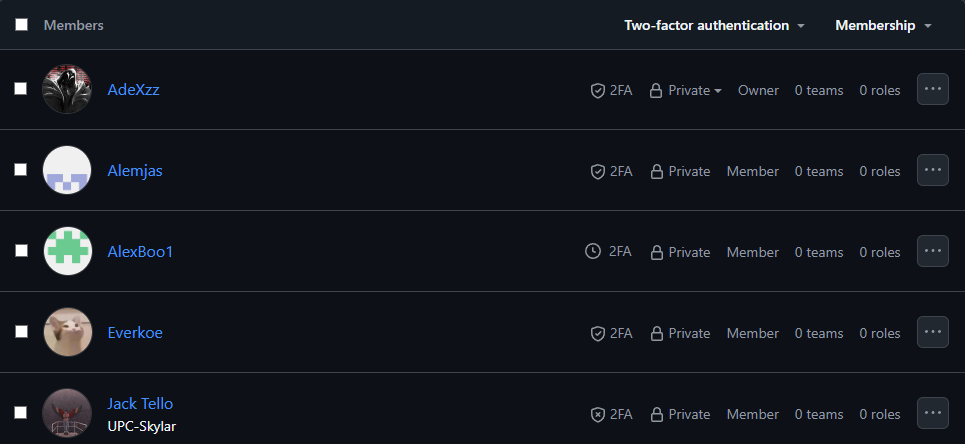 Members Two-factor authentication Membership
AdeXzz 2FA Private Owner 0 teams 0 roles
Alemjas 2FA Private Member 0 teams 0 roles
AlexBoo1 2FA Private Member 0 teams 0 roles
Everkoe 2FA Private Member 0 teams 0 roles
Jack Tello 2FA Private Member 0 teams 0 roles
UPC-Skylar